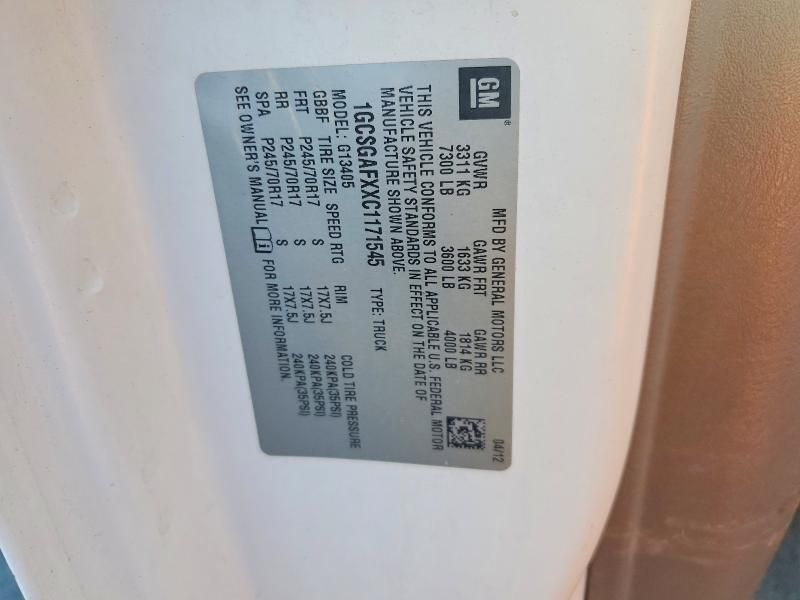 GM®
MFD BY GENERAL MOTORS LLC 04/12
GVWR GAWR FRT GAWR RR
3311 KG 1633 KG 1814 KG
7300 LB 3600 LB 4000 LB
THIS VEHICLE CONFORMS TO ALL APPLICABLE U.S. FEDERAL MOTOR
VEHICLE SAFETY STANDARDS IN EFFECT ON THE DATE OF
MANUFACTURE SHOWN ABOVE.
1GCSGAFXXC1171545 TYPE: TRUCK
MODEL: G13405
GBBF TIRE SIZE SPEED RTG RIM COLD TIRE PRESSURE
FRT P245/70R17 S 17X7.5J 240KPA(35PSI)
RR P245/70R17 S 17X7.5J 240KPA(35PSI)
SPA P245/70R17 S 17X7.5J 240KPA(35PSI)
SEE OWNER'S MANUAL i FOR MORE INFORMATION.